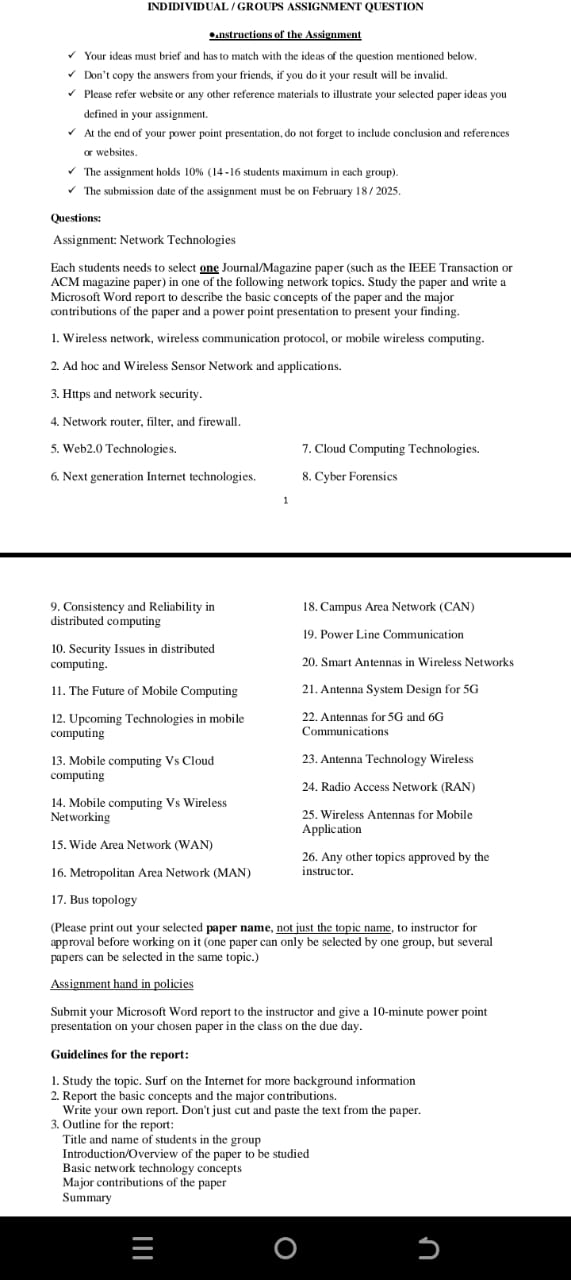 INDIDIVIDUAL / GROUPS ASSIGNMENT QUESTION
●.nstructions of the Assignment
✓ Your ideas must brief and has to match with the ideas of the question mentioned below.
✓ Don't copy the answers from your friends, if you do it your result will be invalid.
✓ Please refer website or any other reference materials to illustrate your selected paper ideas you
defined in your assignment.
✓ At the end of your power point presentation, do not forget to include conclusion and references
or websites.
✓ The assignment holds 10% (14-16 students maximum in each group).
✓ The submission date of the assignment must be on February 18 / 2025.
Questions:
Assignment: Network Technologies
Each students needs to select one Journal/Magazine paper (such as the IEEE Transaction or
ACM magazine paper) in one of the following network topics. Study the paper and write a
Microsoft Word report to describe the basic concepts of the paper and the major
contributions of the paper and a power point presentation to present your finding.
1. Wireless network, wireless communication protocol, or mobile wireless computing.
2. Ad hoc and Wireless Sensor Network and applications.
3. Https and network security.
4. Network router, filter, and firewall.
5. Web2.0 Technologies.
6. Next generation Internet technologies.
7. Cloud Computing Technologies.
8. Cyber Forensics
1
9. Consistency and Reliability in
distributed computing
10. Security Issues in distributed
computing.
11. The Future of Mobile Computing
12. Upcoming Technologies in mobile
computing
13. Mobile computing Vs Cloud
computing
14. Mobile computing Vs Wireless
Networking
15. Wide Area Network (WAN)
16. Metropolitan Area Network (MAN)
17. Bus topology
18. Campus Area Network (CAN)
19. Power Line Communication
20. Smart Antennas in Wireless Networks
21. Antenna System Design for 5G
22. Antennas for 5G and 6G
Communications
23. Antenna Technology Wireless
24. Radio Access Network (RAN)
25. Wireless Antennas for Mobile
Application
26. Any other topics approved by the
instructor.
(Please print out your selected paper name, not just the topic name, to instructor for
approval before working on it (one paper can only be selected by one group, but several
papers can be selected in the same topic.)
Assignment hand in policies
Submit your Microsoft Word report to the instructor and give a 10-minute power point
presentation on your chosen paper in the class on the due day.
Guidelines for the report:
1. Study the topic. Surf on the Internet for more background information
2. Report the basic concepts and the major contributions.
Write your own report. Don't just cut and paste the text from the paper.
3. Outline for the report:
Title and name of students in the group
Introduction/Overview of the paper to be studied
Basic network technology concepts
Major contributions of the paper
Summary